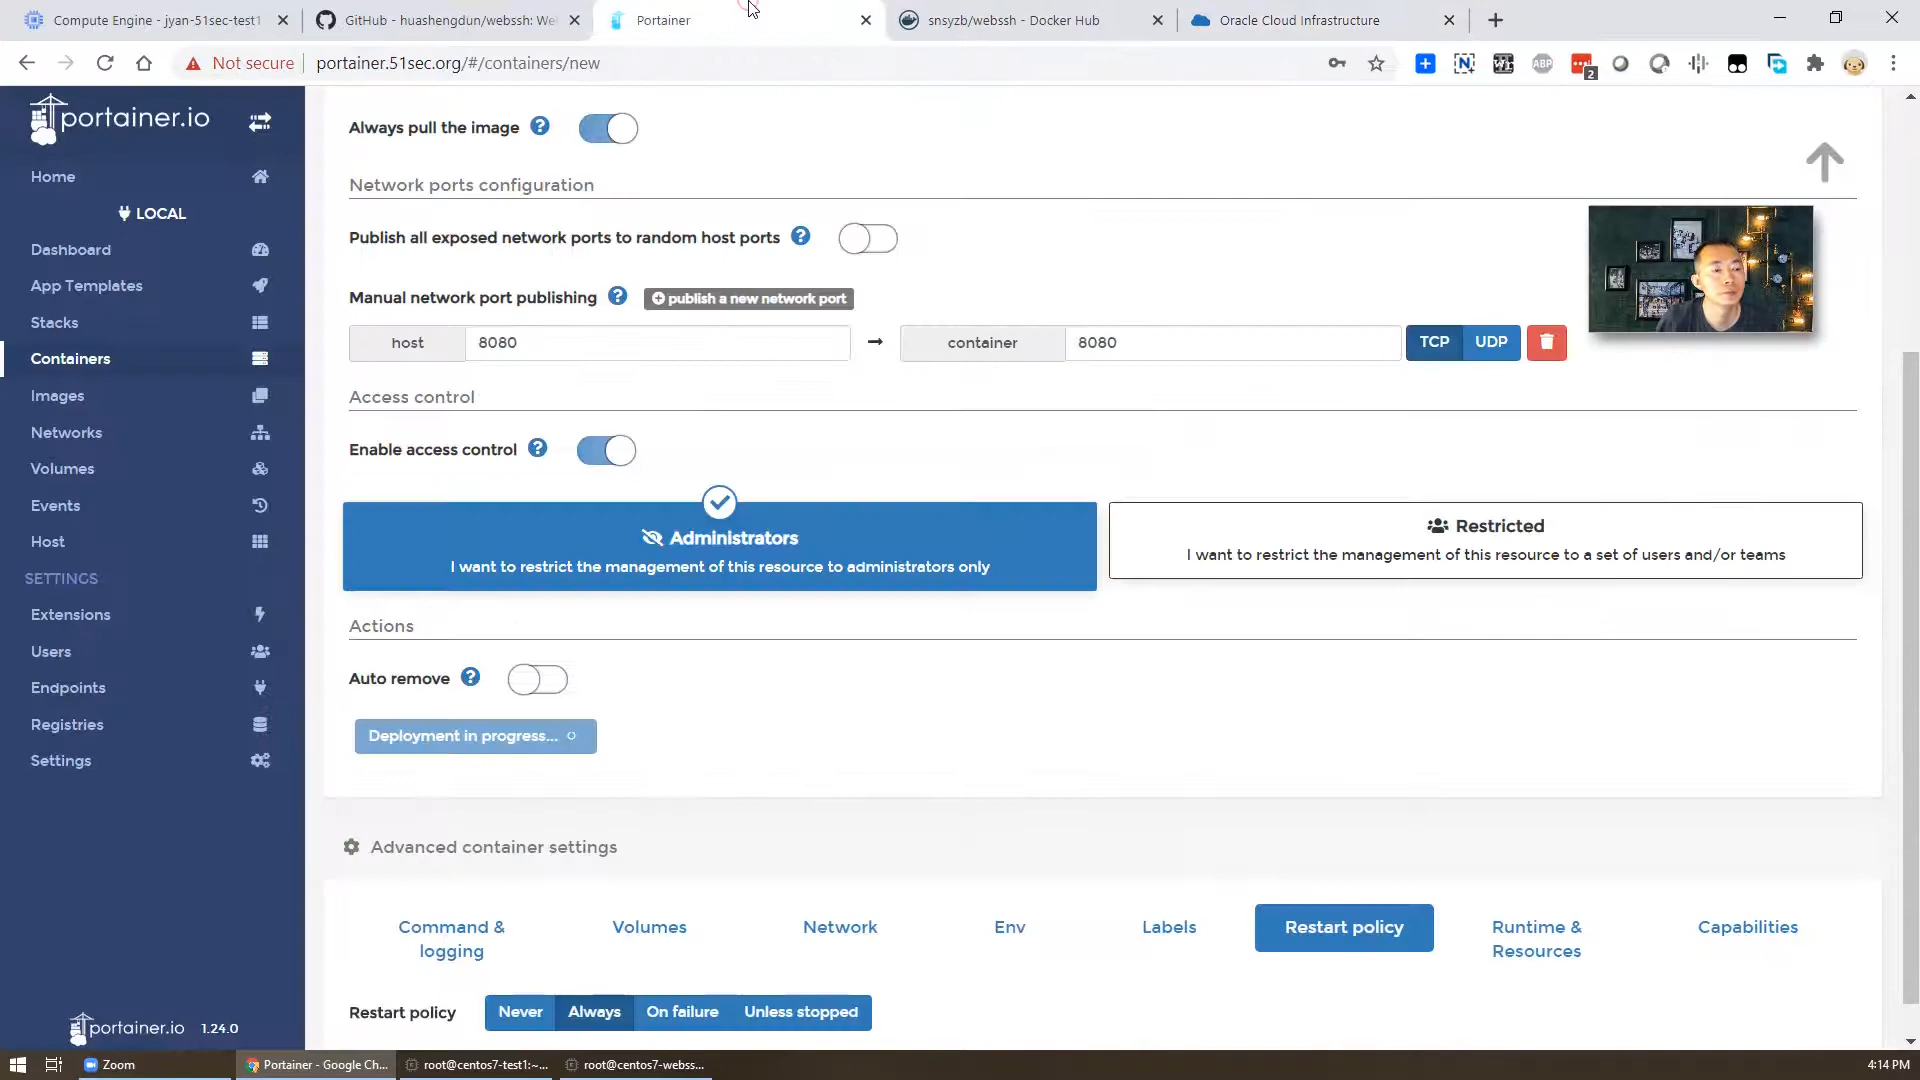 Compute Engine - jyan-51sec-test1
GitHub - huashengdun/webssh: We
Portainer
snsyzb/webssh - Docker Hub
Oracle Cloud Infrastructure
Not secure
portainer.51sec.org/#/containers/new
2
portainer.io
Home
LOCAL
Dashboard
App Templates
Stacks
Containers
Images
Networks
Volumes
Events
Host
SETTINGS
Extensions
Users
Endpoints
Registries
Settings
portainer.io 1.24.0
Always pull the image
Network ports configuration
Publish all exposed network ports to random host ports
Manual network port publishing publish a new network port
host 8080 container 8080 TCP UDP
Access control
Enable access control
Administrators
I want to restrict the management of this resource to administrators only
Restricted
I want to restrict the management of this resource to a set of users and/or teams
Actions
Auto remove
Deployment in progress...
Advanced container settings
Command & logging
Volumes
Network
Env
Labels
Restart policy
Runtime & Resources
Capabilities
Restart policy Never Always On failure Unless stopped
Zoom
Portainer - Google Ch...
root@centos7-test1:~...
root@centos7-webss...
4:14 PM